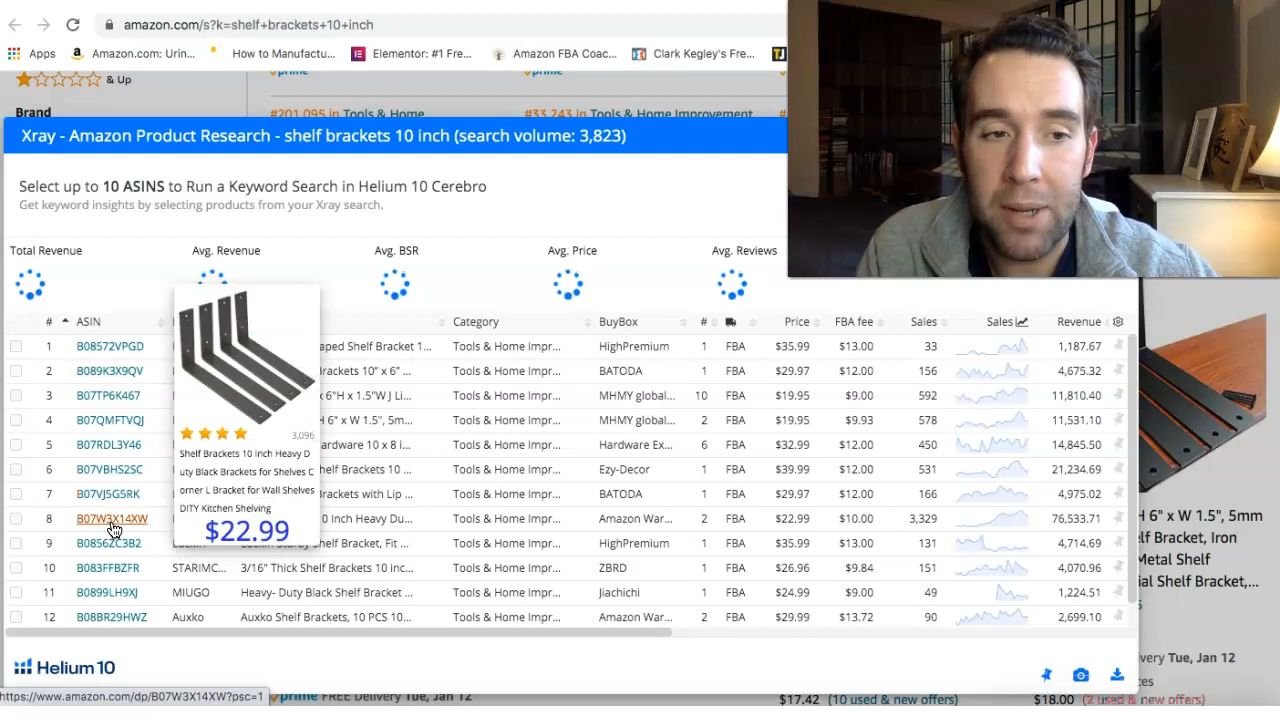 amazon.com/s?k=shelf+brackets+10+inch
Apps Amazon.com: Urin... How to Manufactu... Elementor: #1 Fre... Amazon FBA Coac... Clark Kegley's Fre...
& Up prime prime
Brand #201,095 in Tools & Home #33,243 in Tools & Home Improvement
Xray - Amazon Product Research - shelf brackets 10 inch (search volume: 3,823)
Select up to 10 ASINS to Run a Keyword Search in Helium 10 Cerebro
Get keyword insights by selecting products from your Xray search.
Total Revenue Avg. Revenue Avg. BSR Avg. Price Avg. Reviews
# ASIN Category BuyBox # Price FBA fee Sales Sales Revenue
1 B08572VPGD aped Shelf Bracket 1... Tools & Home Impr... HighPremium 1 FBA $35.99 $13.00 33 1,187.67
2 B089K3X9QV Brackets 10" x 6" ... Tools & Home Impr... BATODA 1 FBA $29.97 $12.00 156 4,675.32
3 B07TP6K467 x 6"H x 1.5"W J Li... Tools & Home Impr... MHMY global... 10 FBA $19.95 $9.00 592 11,810.40
4 B07QMFTVQJ H 6" x W 1.5", 5m... Tools & Home Impr... MHMY global... 2 FBA $19.95 $9.93 578 11,531.10
5 B07RDL3Y46 ardware 10 x 8 i... Tools & Home Impr... Hardware Ex... 6 FBA $32.99 $12.00 450 14,845.50
6 B07VBHS2SC helf Brackets 10 ... Tools & Home Impr... Ezy-Decor 1 FBA $39.99 $12.00 531 21,234.69
7 B07VJ5G5RK rackets with Lip ... Tools & Home Impr... BATODA 1 FBA $29.97 $12.00 166 4,975.02
8 B07W3X14XW 0 Inch Heavy Du... Tools & Home Impr... Amazon War... 2 FBA $22.99 $10.00 3,329 76,533.71
9 B0856ZC3B2 Luckin Sturdy Shelf Bracket, Fit ... Tools & Home Impr... HighPremium 1 FBA $35.99 $13.00 131 4,714.69
10 B083FFBZFR STARIMC... 3/16" Thick Shelf Brackets 10 inc... Tools & Home Impr... ZBRD 1 FBA $26.96 $9.84 151 4,070.96
11 B0899LH9XJ MIUGO Heavy- Duty Black Shelf Bracket ... Tools & Home Impr... Jiachichi 1 FBA $24.99 $9.00 49 1,224.51
12 B08BR29HWZ Auxko Auxko Shelf Brackets, 10 PCS 10... Tools & Home Impr... Amazon War... 2 FBA $29.99 $13.72 90 2,699.10
3,096
Shelf Brackets 10 Inch Heavy D
uty Black Brackets for Shelves C
orner L Bracket for Wall Shelves
DITY Kitchen Shelving
$22.99
H 6" x W 1.5", 5mm
elf Bracket, Iron
Metal Shelf
ial Shelf Bracket,...
Helium 10
very Tue, Jan 12
https://www.amazon.com/dp/B07W3X14XW?psc=1
prime FREE Delivery Tue, Jan 12
$17.42 (10 used & new offers)
$18.00 (2 used & new offers)